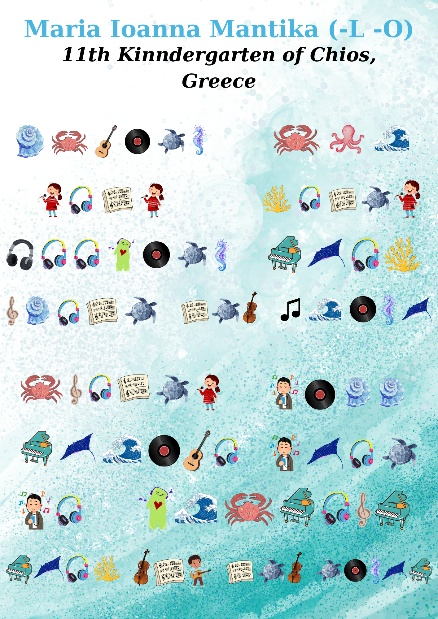 Maria Ioanna Mantika (-L -O)
11th Kinndergarten of Chios,
Greece